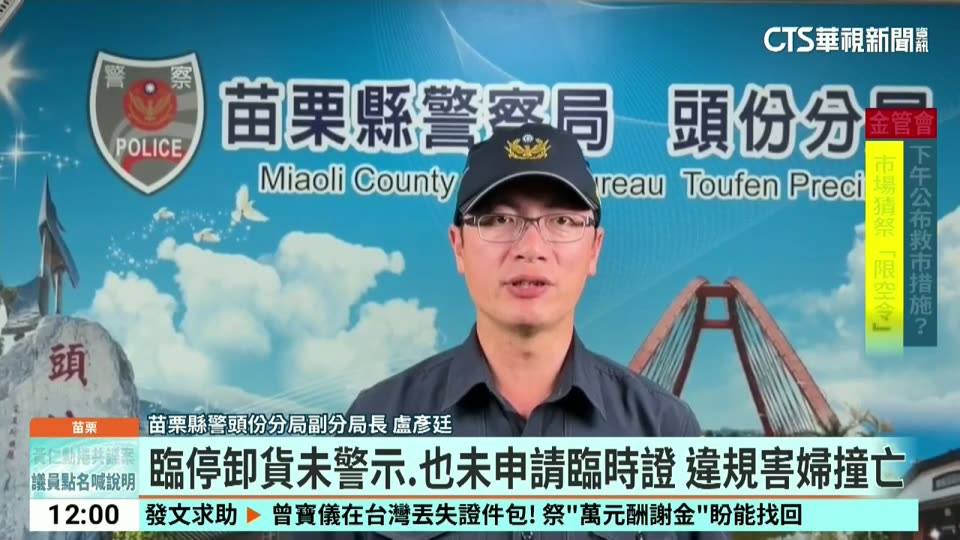 CTS華視新聞資訊
警察
POLICE
苗栗縣警察局 頭份分局
Miaoli County
ureau Toufen Preci
金管會
下午公布救市措施？
市場猜祭「限空令」
頭
苗栗
苗栗縣警頭份分局副分局長 盧彥廷
議員點名喊說明
臨停卸貨未警示.也未申請臨時證 違規害婦撞亡
12:00
發文求助 ▶ 曾寶儀在台灣丟失證件包! 祭"萬元酬謝金"盼能找回